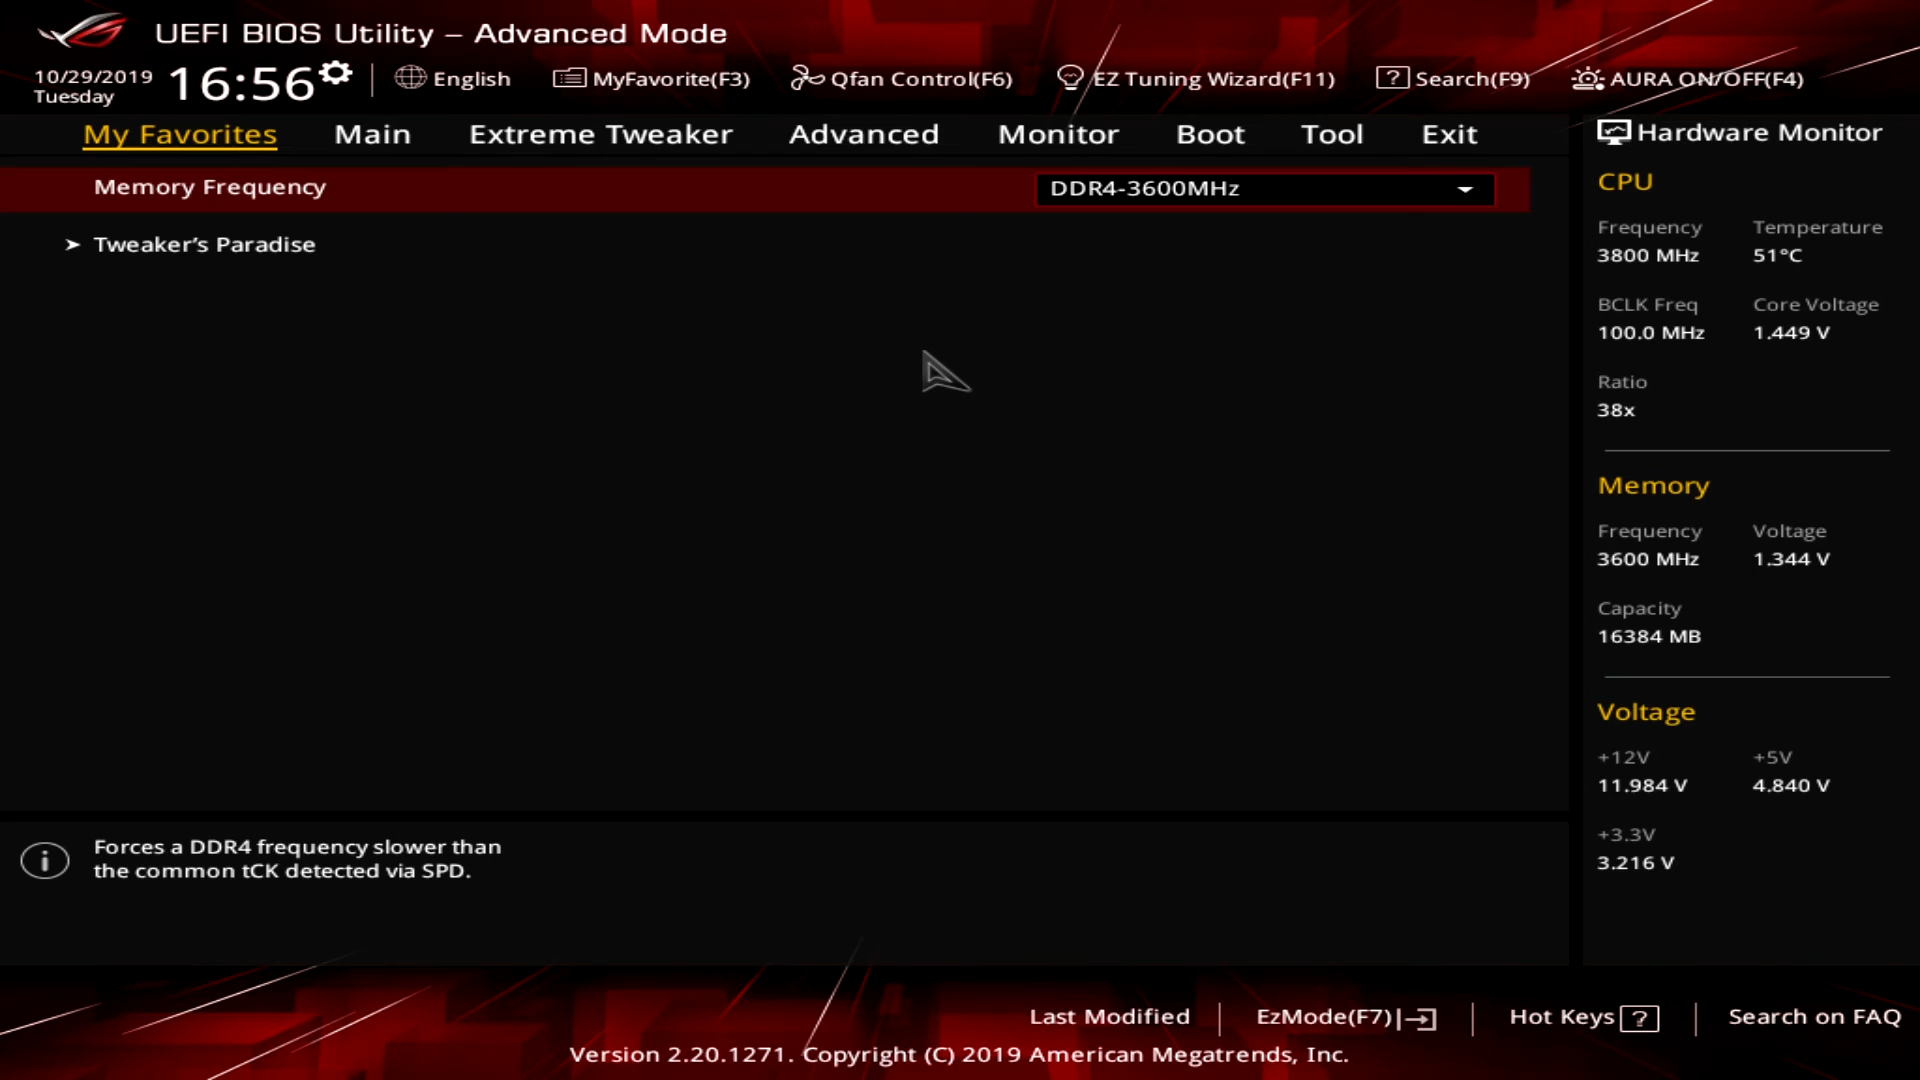 UEFI BIOS Utility – Advanced Mode
10/29/2019
Tuesday
16:56
English
MyFavorite(F3)
Qfan Control(F6)
EZ Tuning Wizard(F11)
? Search(F9)
AURA ON/OFF(F4)
My Favorites
Main
Extreme Tweaker
Advanced
Monitor
Boot
Tool
Exit
Memory Frequency
DDR4-3600MHz
Tweaker's Paradise
Forces a DDR4 frequency slower than
the common tCK detected via SPD.
Hardware Monitor
CPU
Frequency Temperature
3800 MHz 51°C
BCLK Freq Core Voltage
100.0 MHz 1.449 V
Ratio
38x
Memory
Frequency Voltage
3600 MHz 1.344 V
Capacity
16384 MB
Voltage
+12V +5V
11.984 V 4.840 V
+3.3V
3.216 V
Last Modified
EzMode(F7)
Hot Keys ?
Search on FAQ
Version 2.20.1271. Copyright (C) 2019 American Megatrends, Inc.